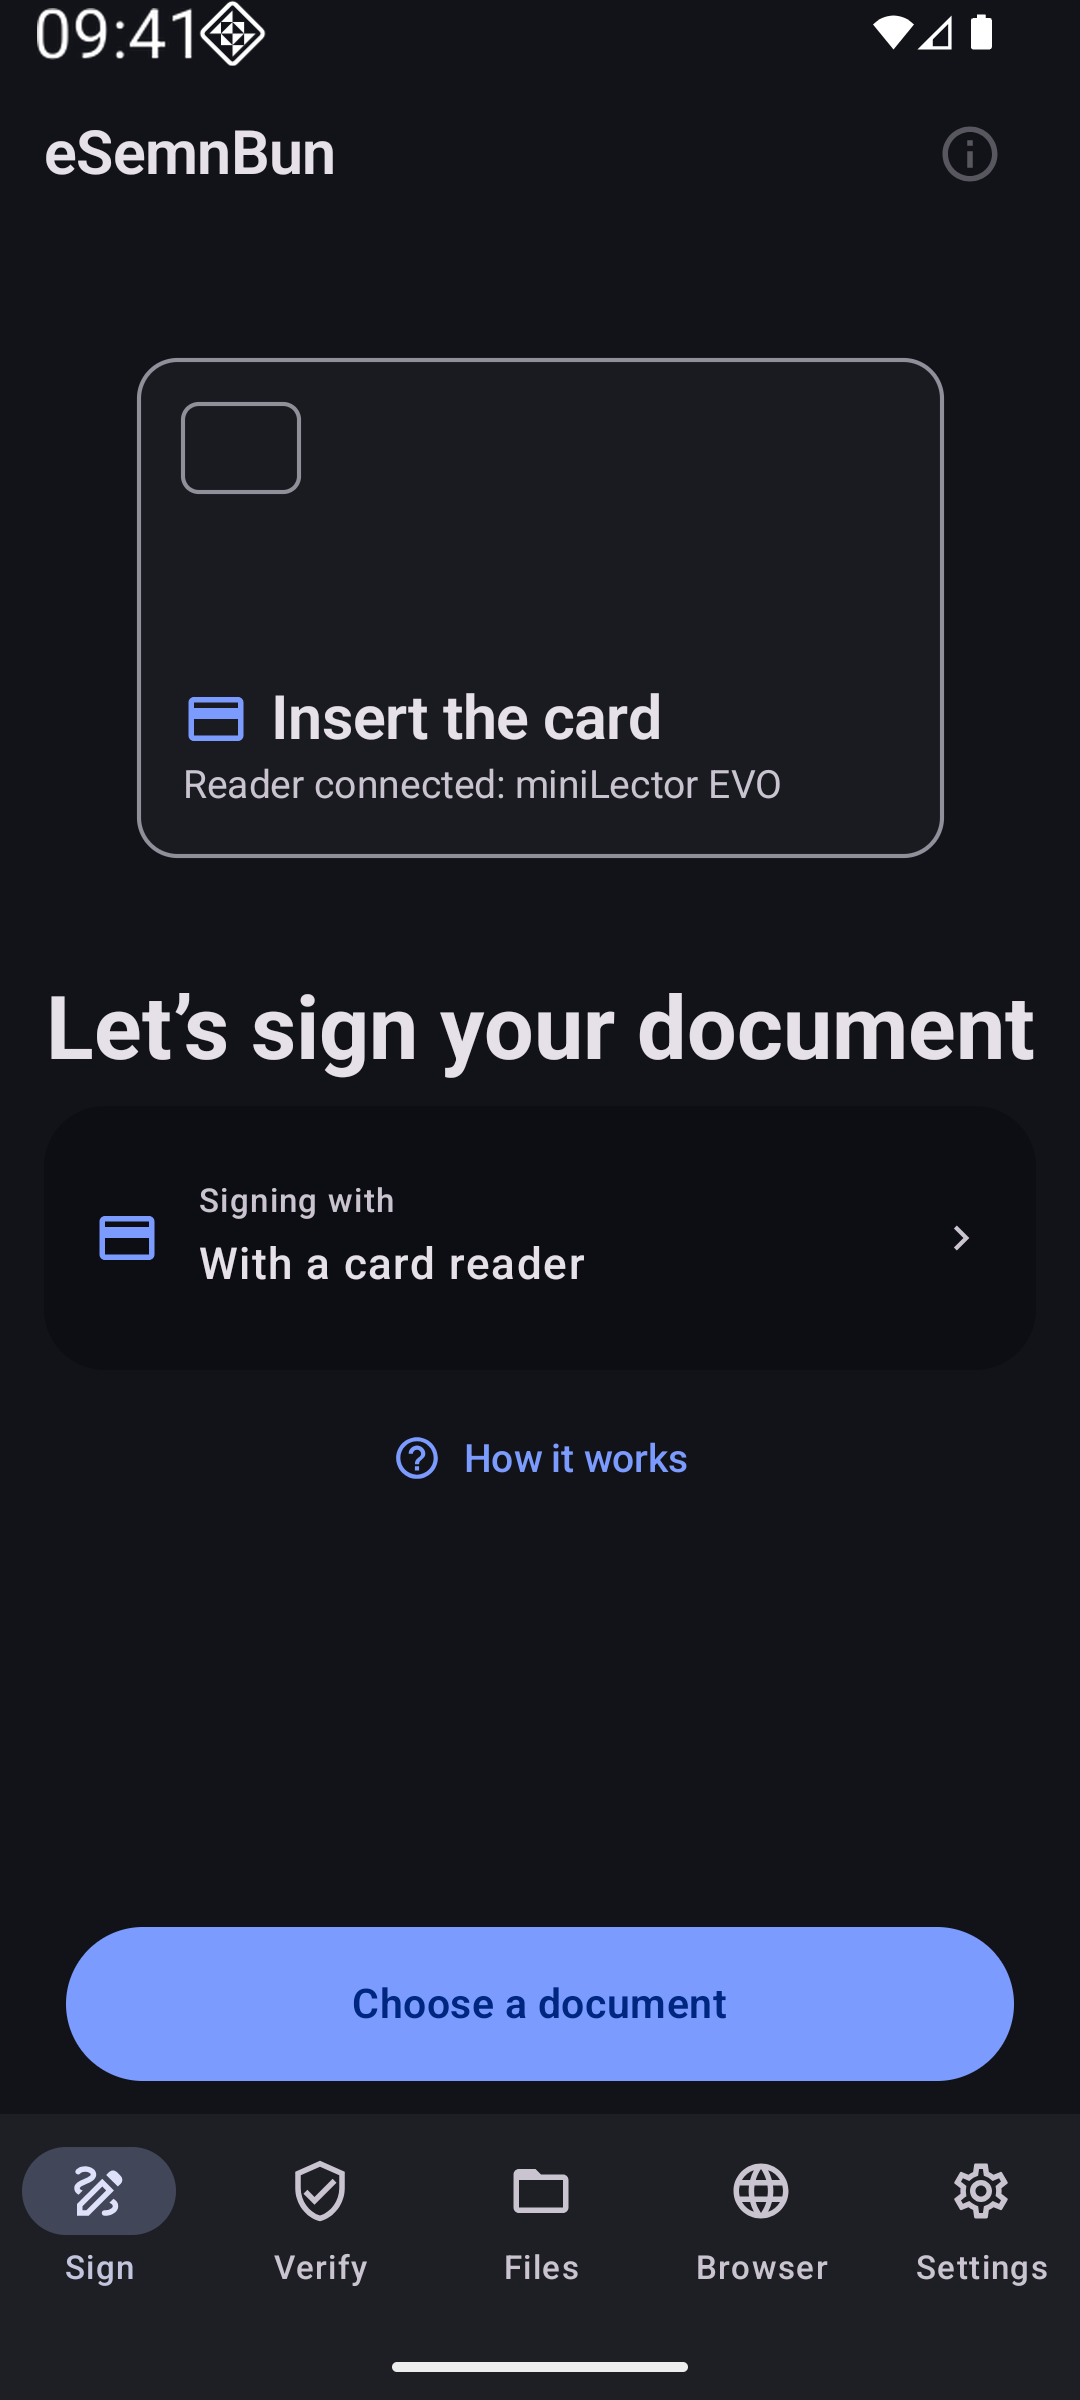 09:41
eSemnBun
Insert the card
Reader connected: miniLector EVO
Let’s sign your document
Signing with
With a card reader
How it works
Choose a document
Sign
Verify
Files
Browser
Settings